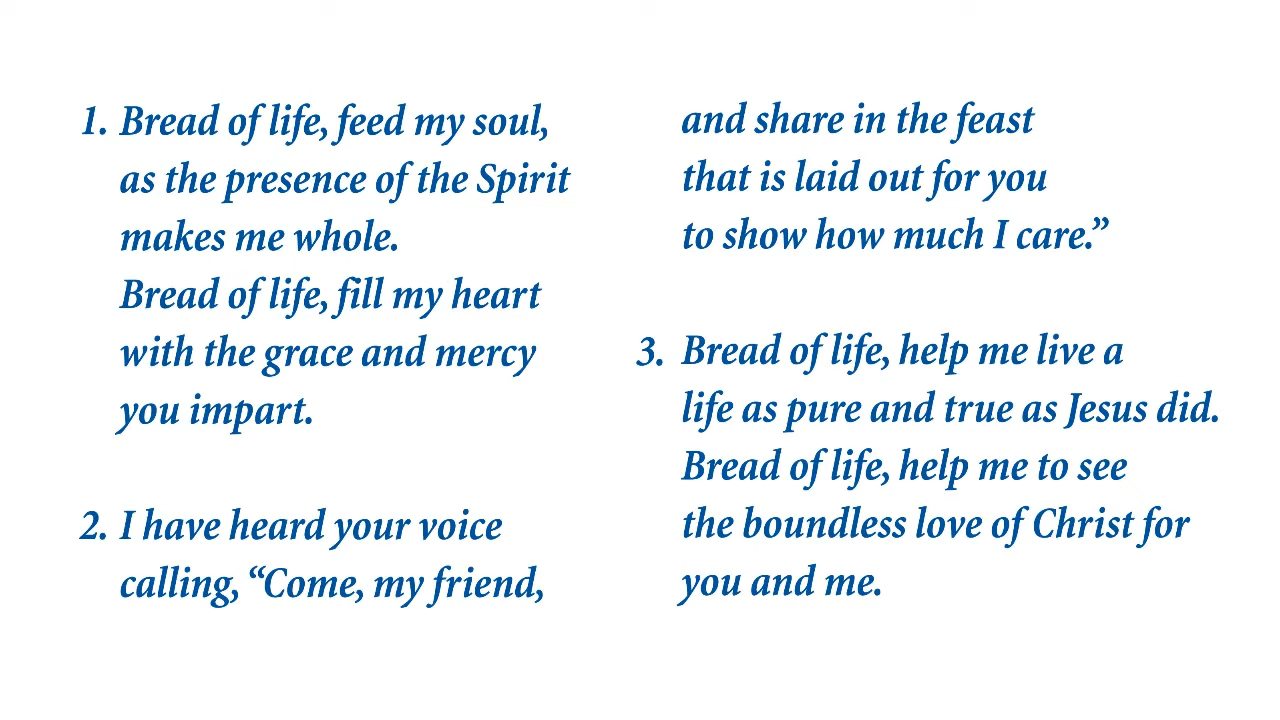 1. Bread of life, feed my soul,
as the presence of the Spirit
makes me whole.
Bread of life, fill my heart
with the grace and mercy
you impart.
2. I have heard your voice
calling, “Come, my friend,
and share in the feast
that is laid out for you
to show how much I care.”
3. Bread of life, help me live a
life as pure and true as Jesus did.
Bread of life, help me to see
the boundless love of Christ for
you and me.